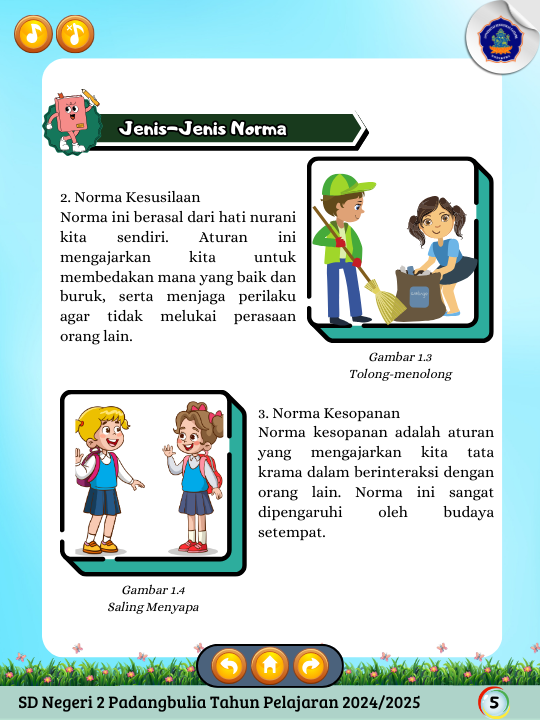 Jenis-Jenis Norma
2. Norma Kesusilaan
Norma ini berasal dari hati nurani
kita sendiri. Aturan ini
mengajarkan kita untuk
membedakan mana yang baik dan
buruk, serta menjaga perilaku
agar tidak melukai perasaan
orang lain.
Gambar 1.3
Tolong-menolong
3. Norma Kesopanan
Norma kesopanan adalah aturan
yang mengajarkan kita tata
krama dalam berinteraksi dengan
orang lain. Norma ini sangat
dipengaruhi oleh budaya
setempat.
Gambar 1.4
Saling Menyapa
SD Negeri 2 Padangbulia Tahun Pelajaran 2024/2025
5